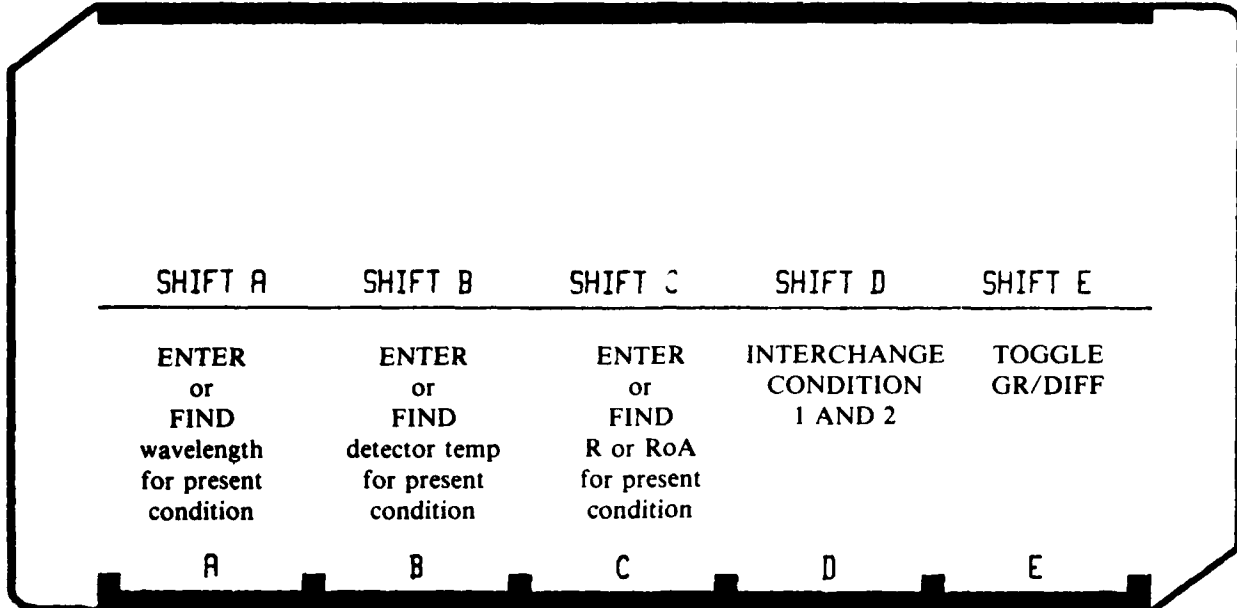 SHIFT A SHIFT B SHIFT C SHIFT D SHIFT E
ENTER ENTER ENTER INTERCHANGE TOGGLE
or or or CONDITION GR/DIFF
FIND FIND FIND 1 AND 2
wavelength detector temp R or RoA
for present for present for present
condition condition condition
A B C D E